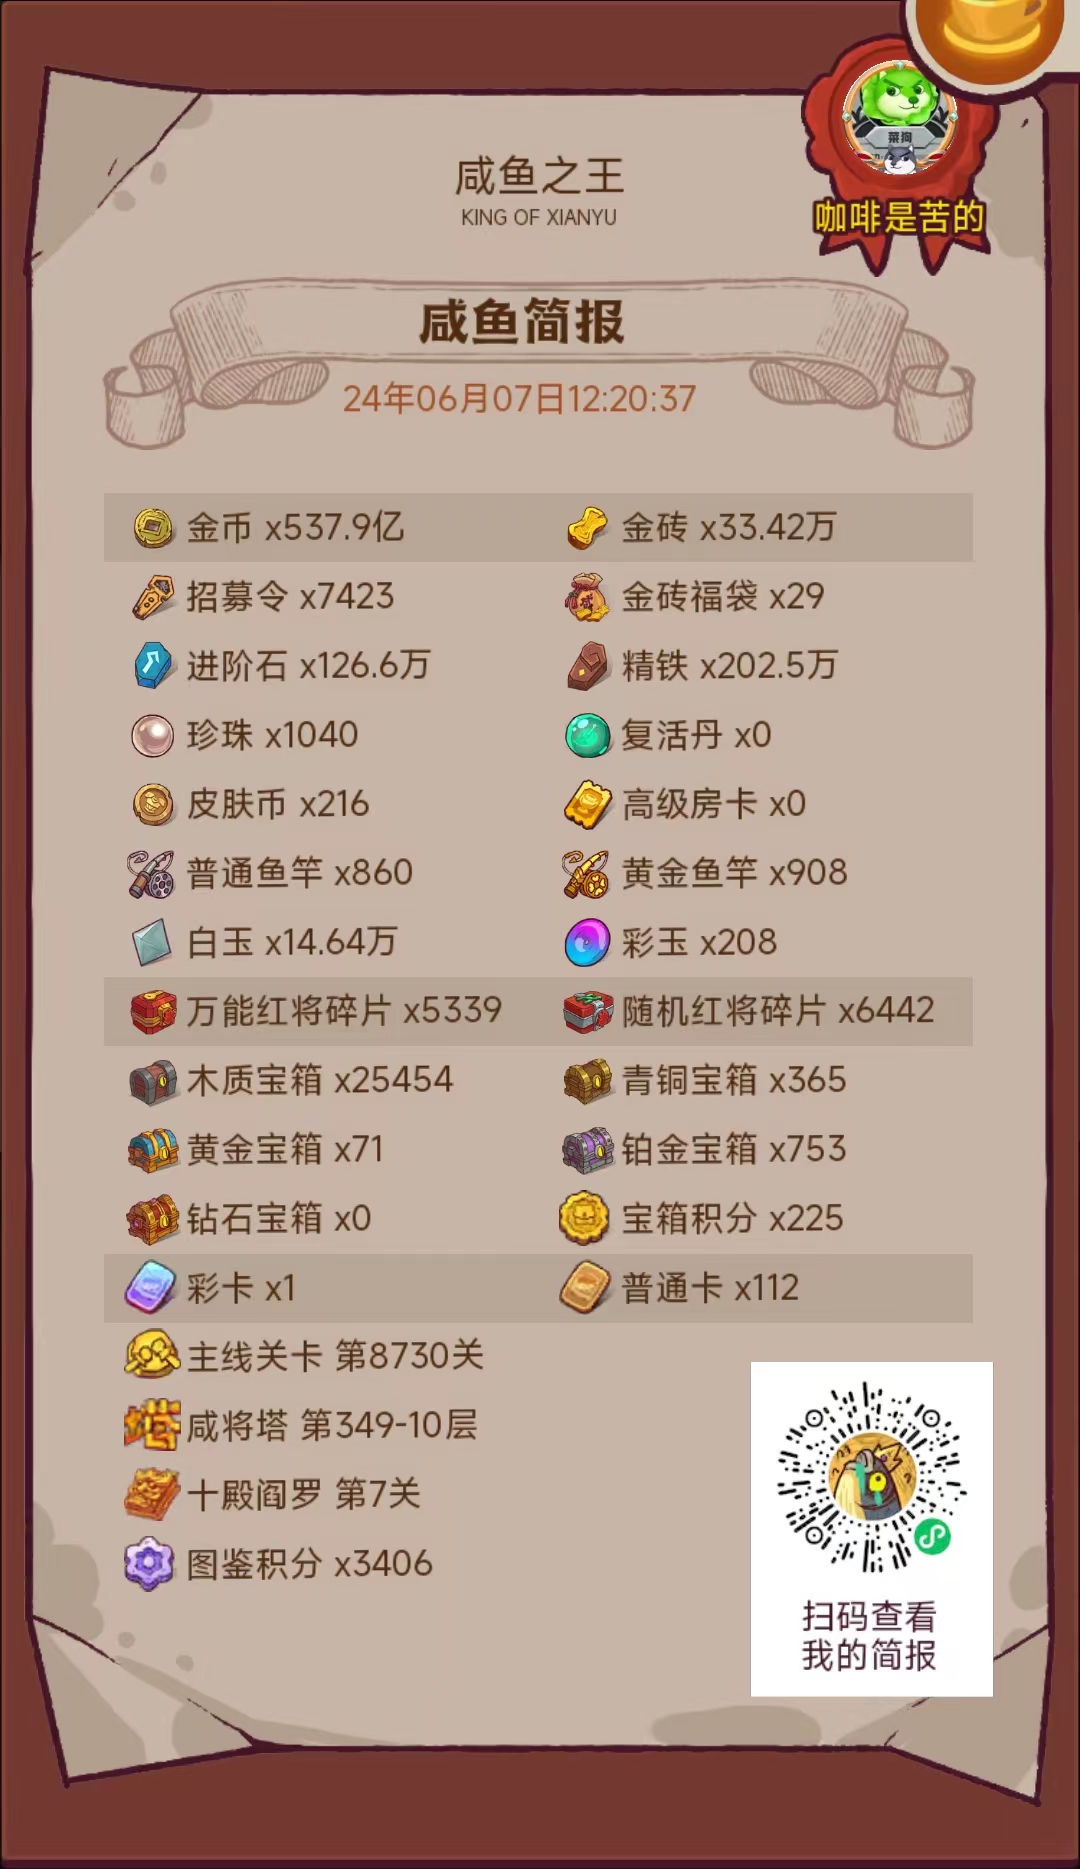 菜狗
咖啡是苦的
咸鱼之王
KING OF XIANYU
咸鱼简报
24年06月07日12:20:37
金币 x537.9亿 金砖 x33.42万
招募令 x7423 金砖福袋 x29
进阶石 x126.6万 精铁 x202.5万
珍珠 x1040 复活丹 x0
皮肤币 x216 高级房卡 x0
普通鱼竿 x860 黄金鱼竿 x908
白玉 x14.64万 彩玉 x208
万能红将碎片 x5339 随机红将碎片 x6442
木质宝箱 x25454 青铜宝箱 x365
黄金宝箱 x71 铂金宝箱 x753
钻石宝箱 x0 宝箱积分 x225
彩卡 x1 普通卡 x112
主线关卡 第8730关
咸将塔 第349-10层
十殿阎罗 第7关
图鉴积分 x3406
扫码查看
我的简报